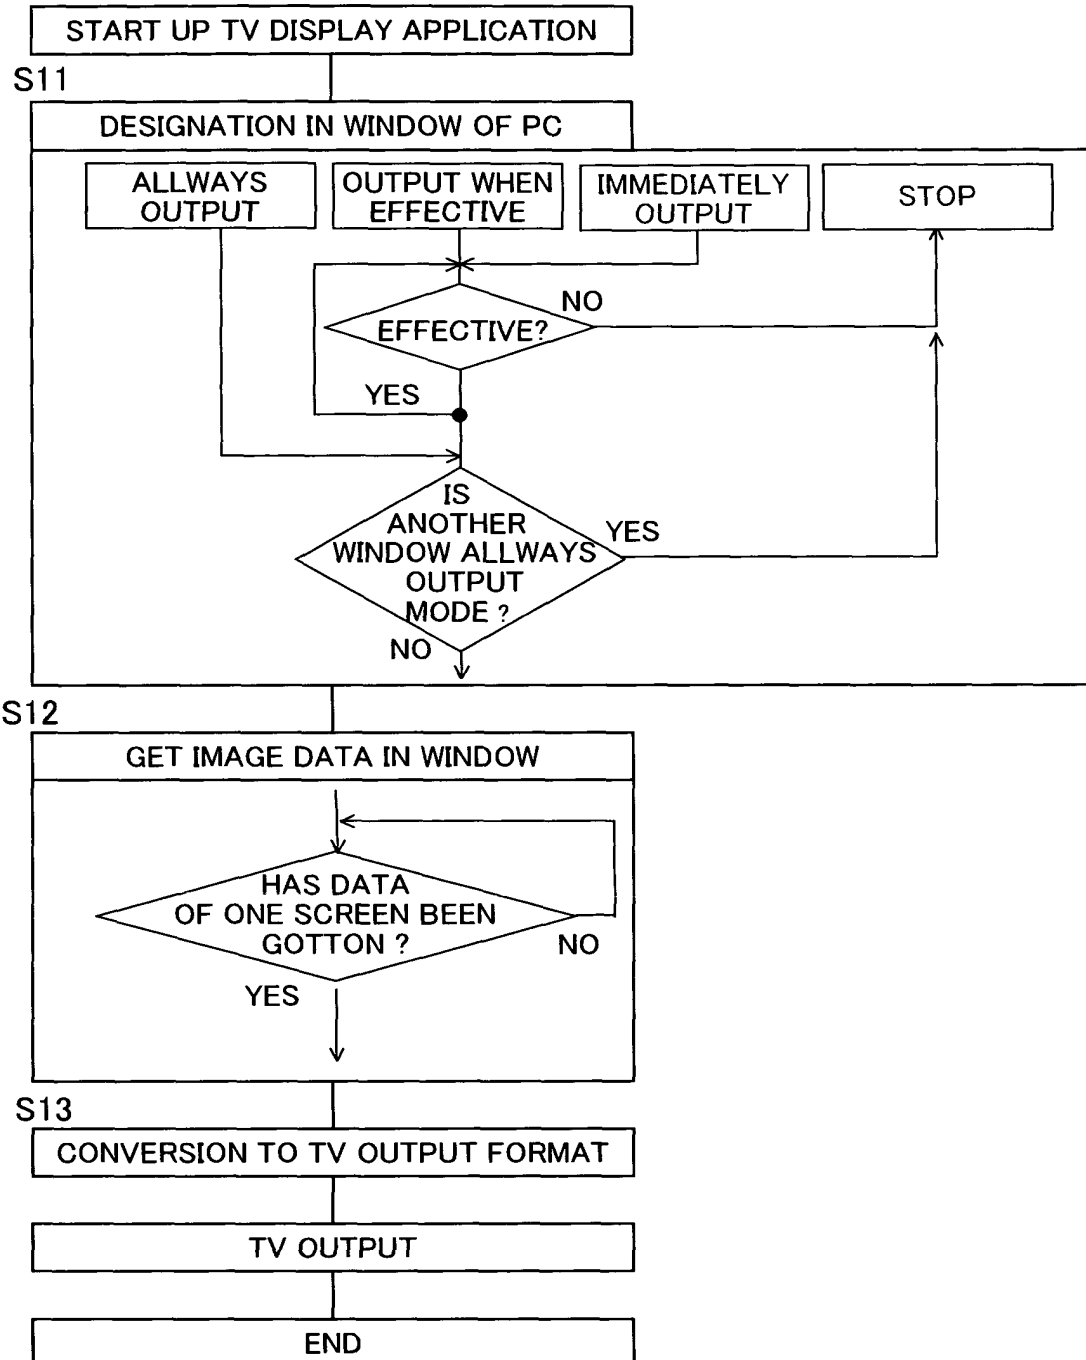 START UP TV DISPLAY APPLICATION
S11
DESIGNATION IN WINDOW OF PC
ALLWAYS
OUTPUT
OUTPUT WHEN
EFFECTIVE
IMMEDIATELY
OUTPUT
STOP
NO
EFFECTIVE?
YES
IS
ANOTHER
WINDOW ALLWAYS
OUTPUT
MODE ?
YES
NO
S12
GET IMAGE DATA IN WINDOW
HAS DATA
OF ONE SCREEN BEEN
GOTTON ?
NO
YES
S13
CONVERSION TO TV OUTPUT FORMAT
TV OUTPUT
END